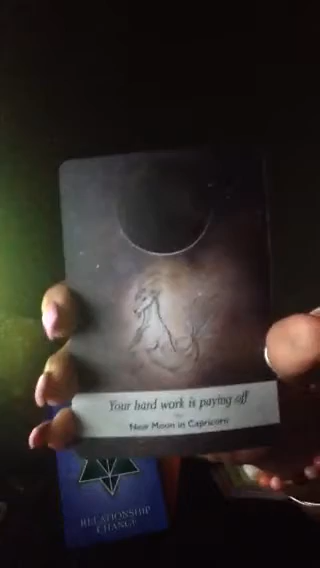 Your hard work is paying off
New Moon in Capricorn
RELATIONSHIP
CHANGE